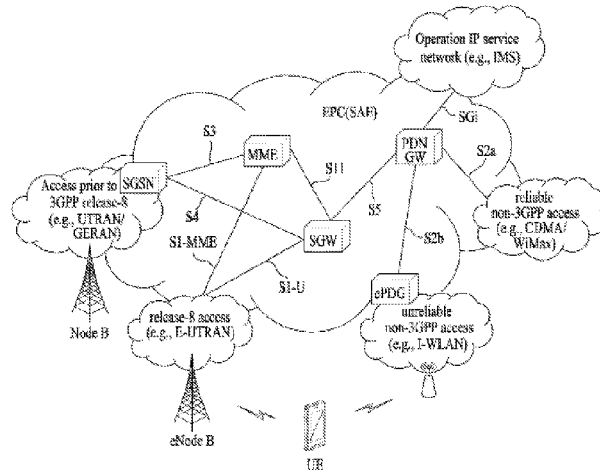 Operation IP service
network (e.g., IMS)
EPC(SAE)
SGi
S3
MME
PDN
GW
S2a
SGSN
S11
Access prior to
3GPP release-8
(e.g., UTRAN/
GERAN)
S4
S5
reliable
non-3GPP access
(e.g., CDMA/
WiMax)
S1-MME
SGW
S2b
S1-U
ePDG
Node B
release-8 access
(e.g., E-UTRAN)
unreliable
non-3GPP access
(e.g., I-WLAN)
eNode B
UE